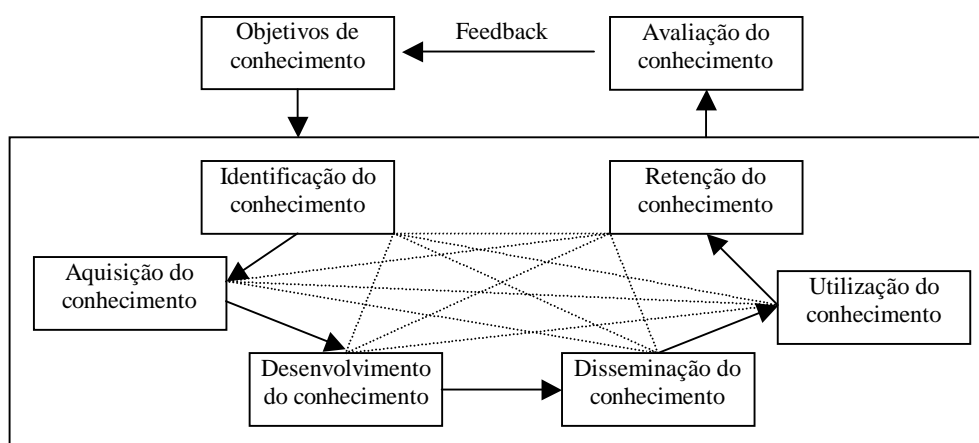 Objetivos de
conhecimento
Feedback
Avaliação do
conhecimento
Identificação do
conhecimento
Retenção do
conhecimento
Aquisição do
conhecimento
Utilização do
conhecimento
Desenvolvimento
do conhecimento
Disseminação do
conhecimento